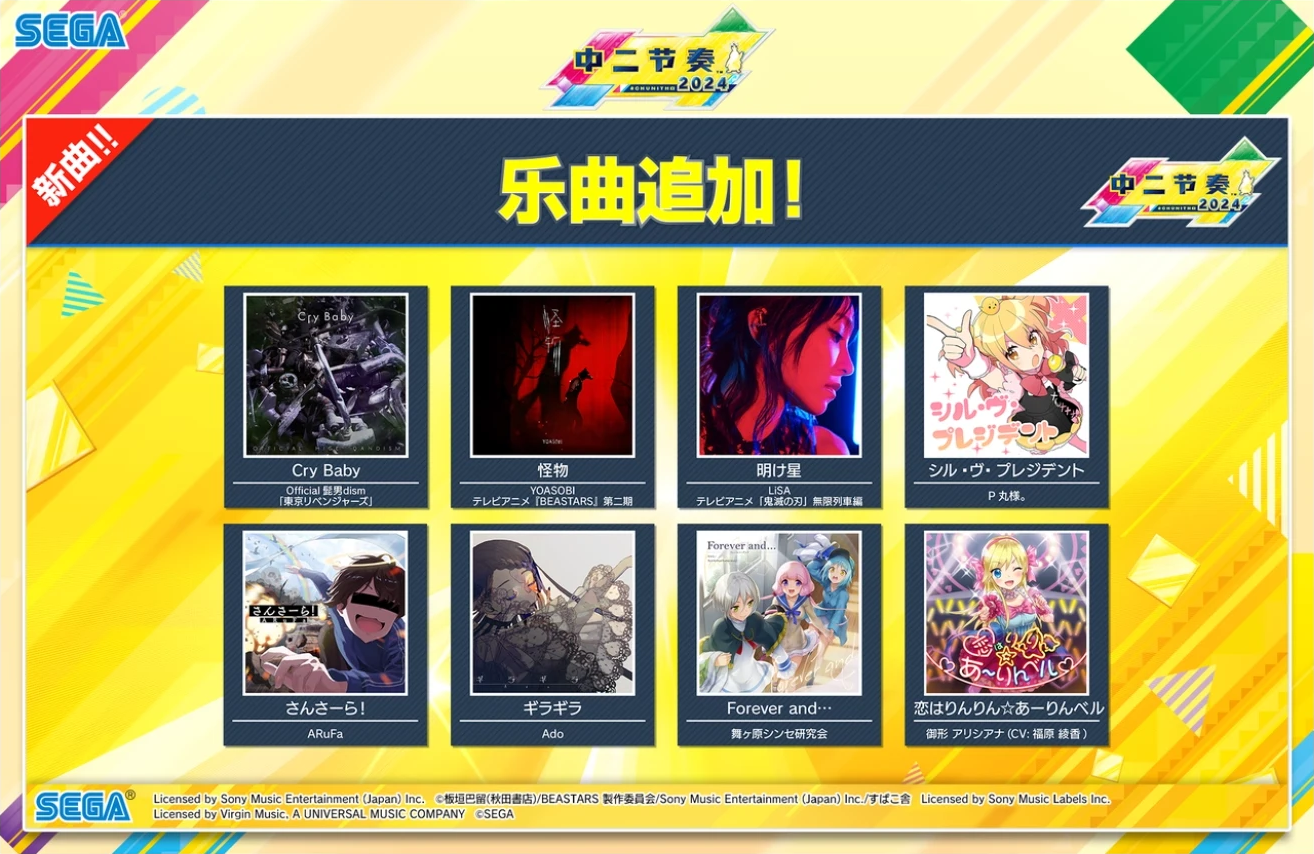 SEGA
中二节奏™
#CHUNITHM 2024
新曲!!
乐曲追加!
中二节奏™
#CHUNITHM 2024
Cry Baby
OFFICIAL HIGE DANDISM
Cry Baby
Official 髭男dism
「東京リベンジャーズ」
怪物
YOASOBI
怪物
YOASOBI
テレビアニメ『BEASTARS』第二期
明け星
LiSA
テレビアニメ「鬼滅の刃」無限列車編
シル・ヴ・
プレジデント
シル・ヴ・プレジデント
P丸様。
さんさーら!
ARuFa
さんさーら!
ARuFa
ギラギラ
ギラギラ
Ado
Forever and...
Forever and…
舞ヶ原シンセ研究会
恋は
りんりん
あ〜りんベル
恋はりんりん☆あーりんベル
御形 アリシアナ(CV: 福原 綾香)
SEGA®
Licensed by Sony Music Entertainment (Japan) Inc. ©板垣巴留(秋田書店)/BEASTARS 製作委員会/Sony Music Entertainment (Japan) Inc./すぱこ舎 Licensed by Sony Music Labels Inc.
Licensed by Virgin Music, A UNIVERSAL MUSIC COMPANY ©SEGA